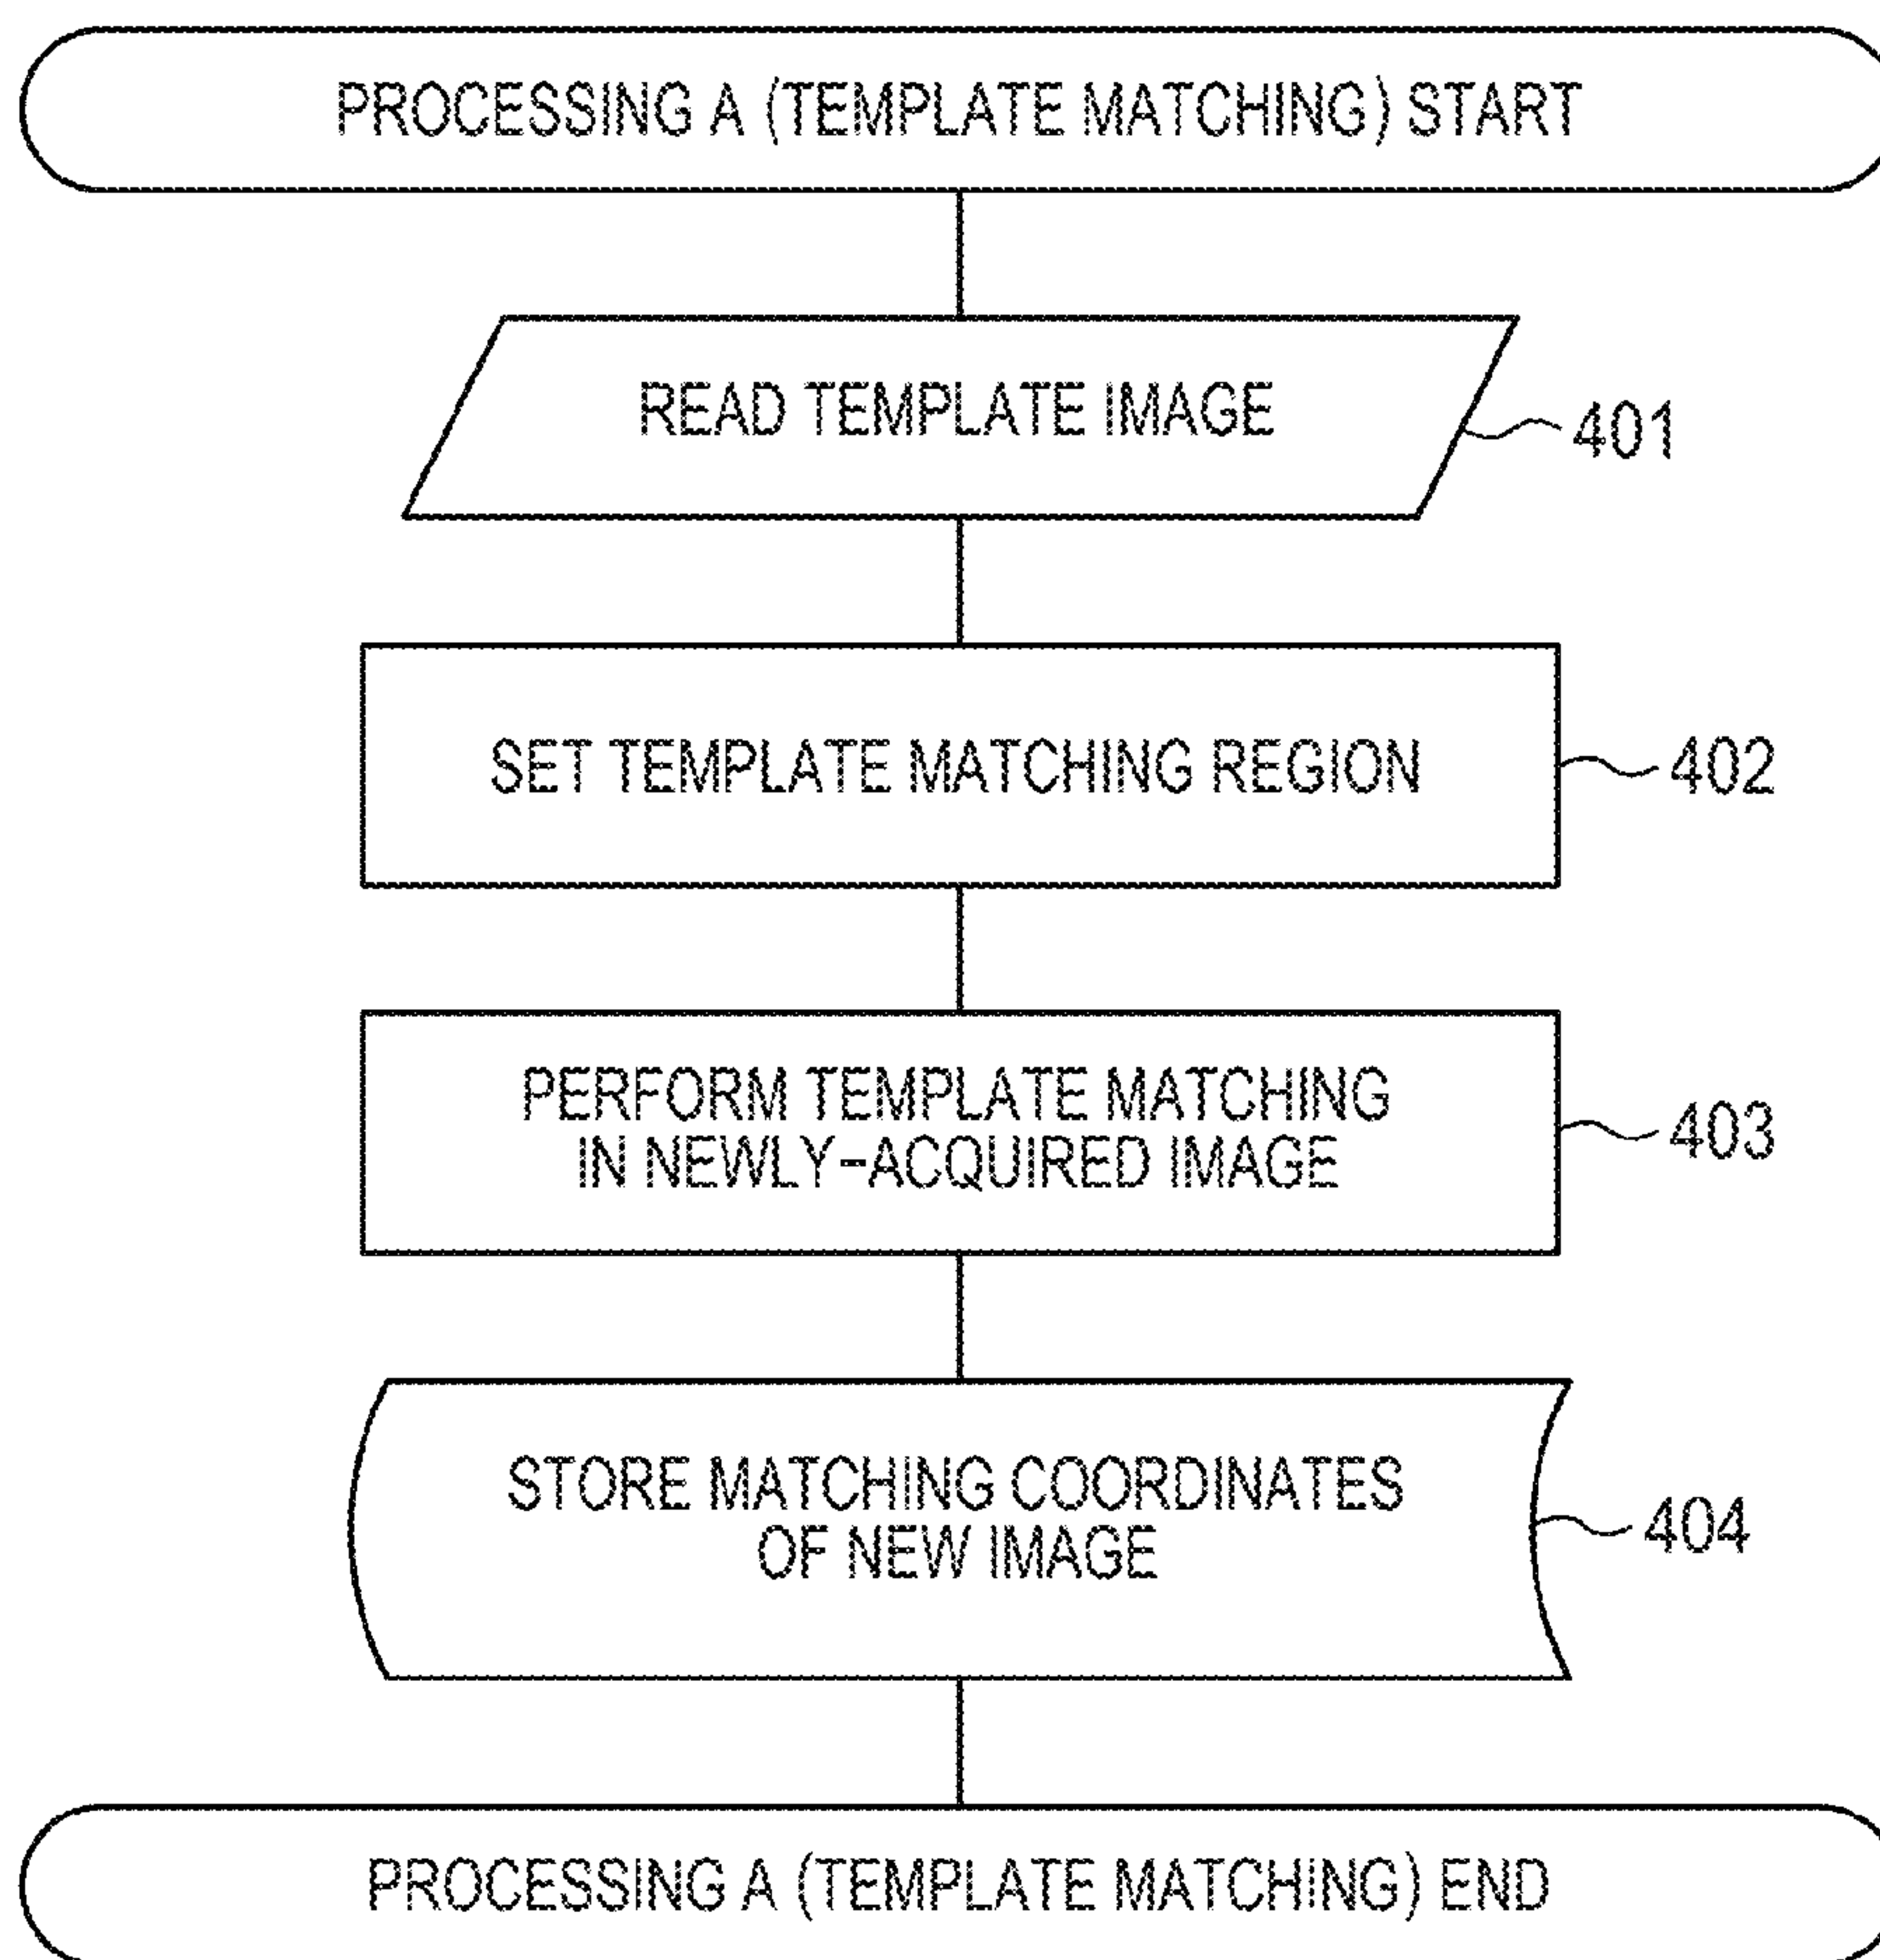 PROCESSING A (TEMPLATE MATCHING) START
READ TEMPLATE IMAGE
401
SET TEMPLATE MATCHING REGION
402
PERFORM TEMPLATE MATCHING
IN NEWLY-ACQUIRED IMAGE
403
STORE MATCHING COORDINATES
OF NEW IMAGE
404
PROCESSING A (TEMPLATE MATCHING) END